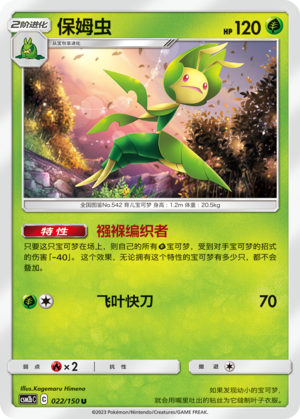 2阶进化
保姆虫
HP 120
从宝包茧进化
全国图鉴No.542 育儿宝可梦 身高：1.2m 体重：20.5kg
特性 襁褓编织者
只要这只宝可梦在场上，则自己的所有宝可梦，受到对手宝可梦的招式
的伤害「-40」。这个效果，无论拥有这个特性的宝可梦有多少只，都不会
叠加。
飞叶快刀 70
弱点 ×2 抗性 撤退
Illus.Kagemaru Himeno
CSM2b C C 022/150 U
如果发现幼小的宝可梦，
就会用嘴里吐出的粘丝为它缝制叶子衣服。
©2023 Pokémon/Nintendo/Creatures/GAME FREAK.